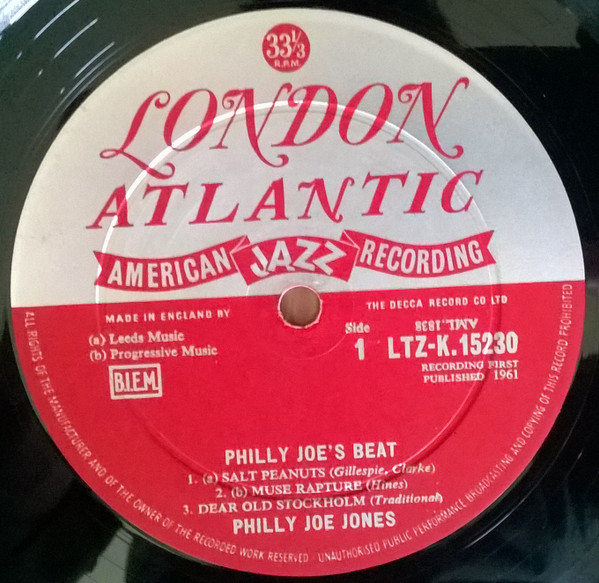 33⅓
R.P.M.
LONDON
ATLANTIC
AMERICAN JAZZ RECORDING
MADE IN ENGLAND BY THE DECCA RECORD CO LTD
(a) Leeds Music
(b) Progressive Music
B.I.E.M.
Side
1
AML.1838
LTZ-K.15230
RECORDING FIRST
PUBLISHED 1961
PHILLY JOE'S BEAT
1. (a) SALT PEANUTS (Gillespie, Clarke)
2. (b) MUSE RAPTURE (Hines)
3. DEAR OLD STOCKHOLM (Traditional)
PHILLY JOE JONES
ALL RIGHTS OF THE MANUFACTURER AND OF THE OWNER OF THE RECORDED WORK RESERVED · UNAUTHORISED PUBLIC PERFORMANCE BROADCASTING AND COPYING OF THIS RECORD PROHIBITED